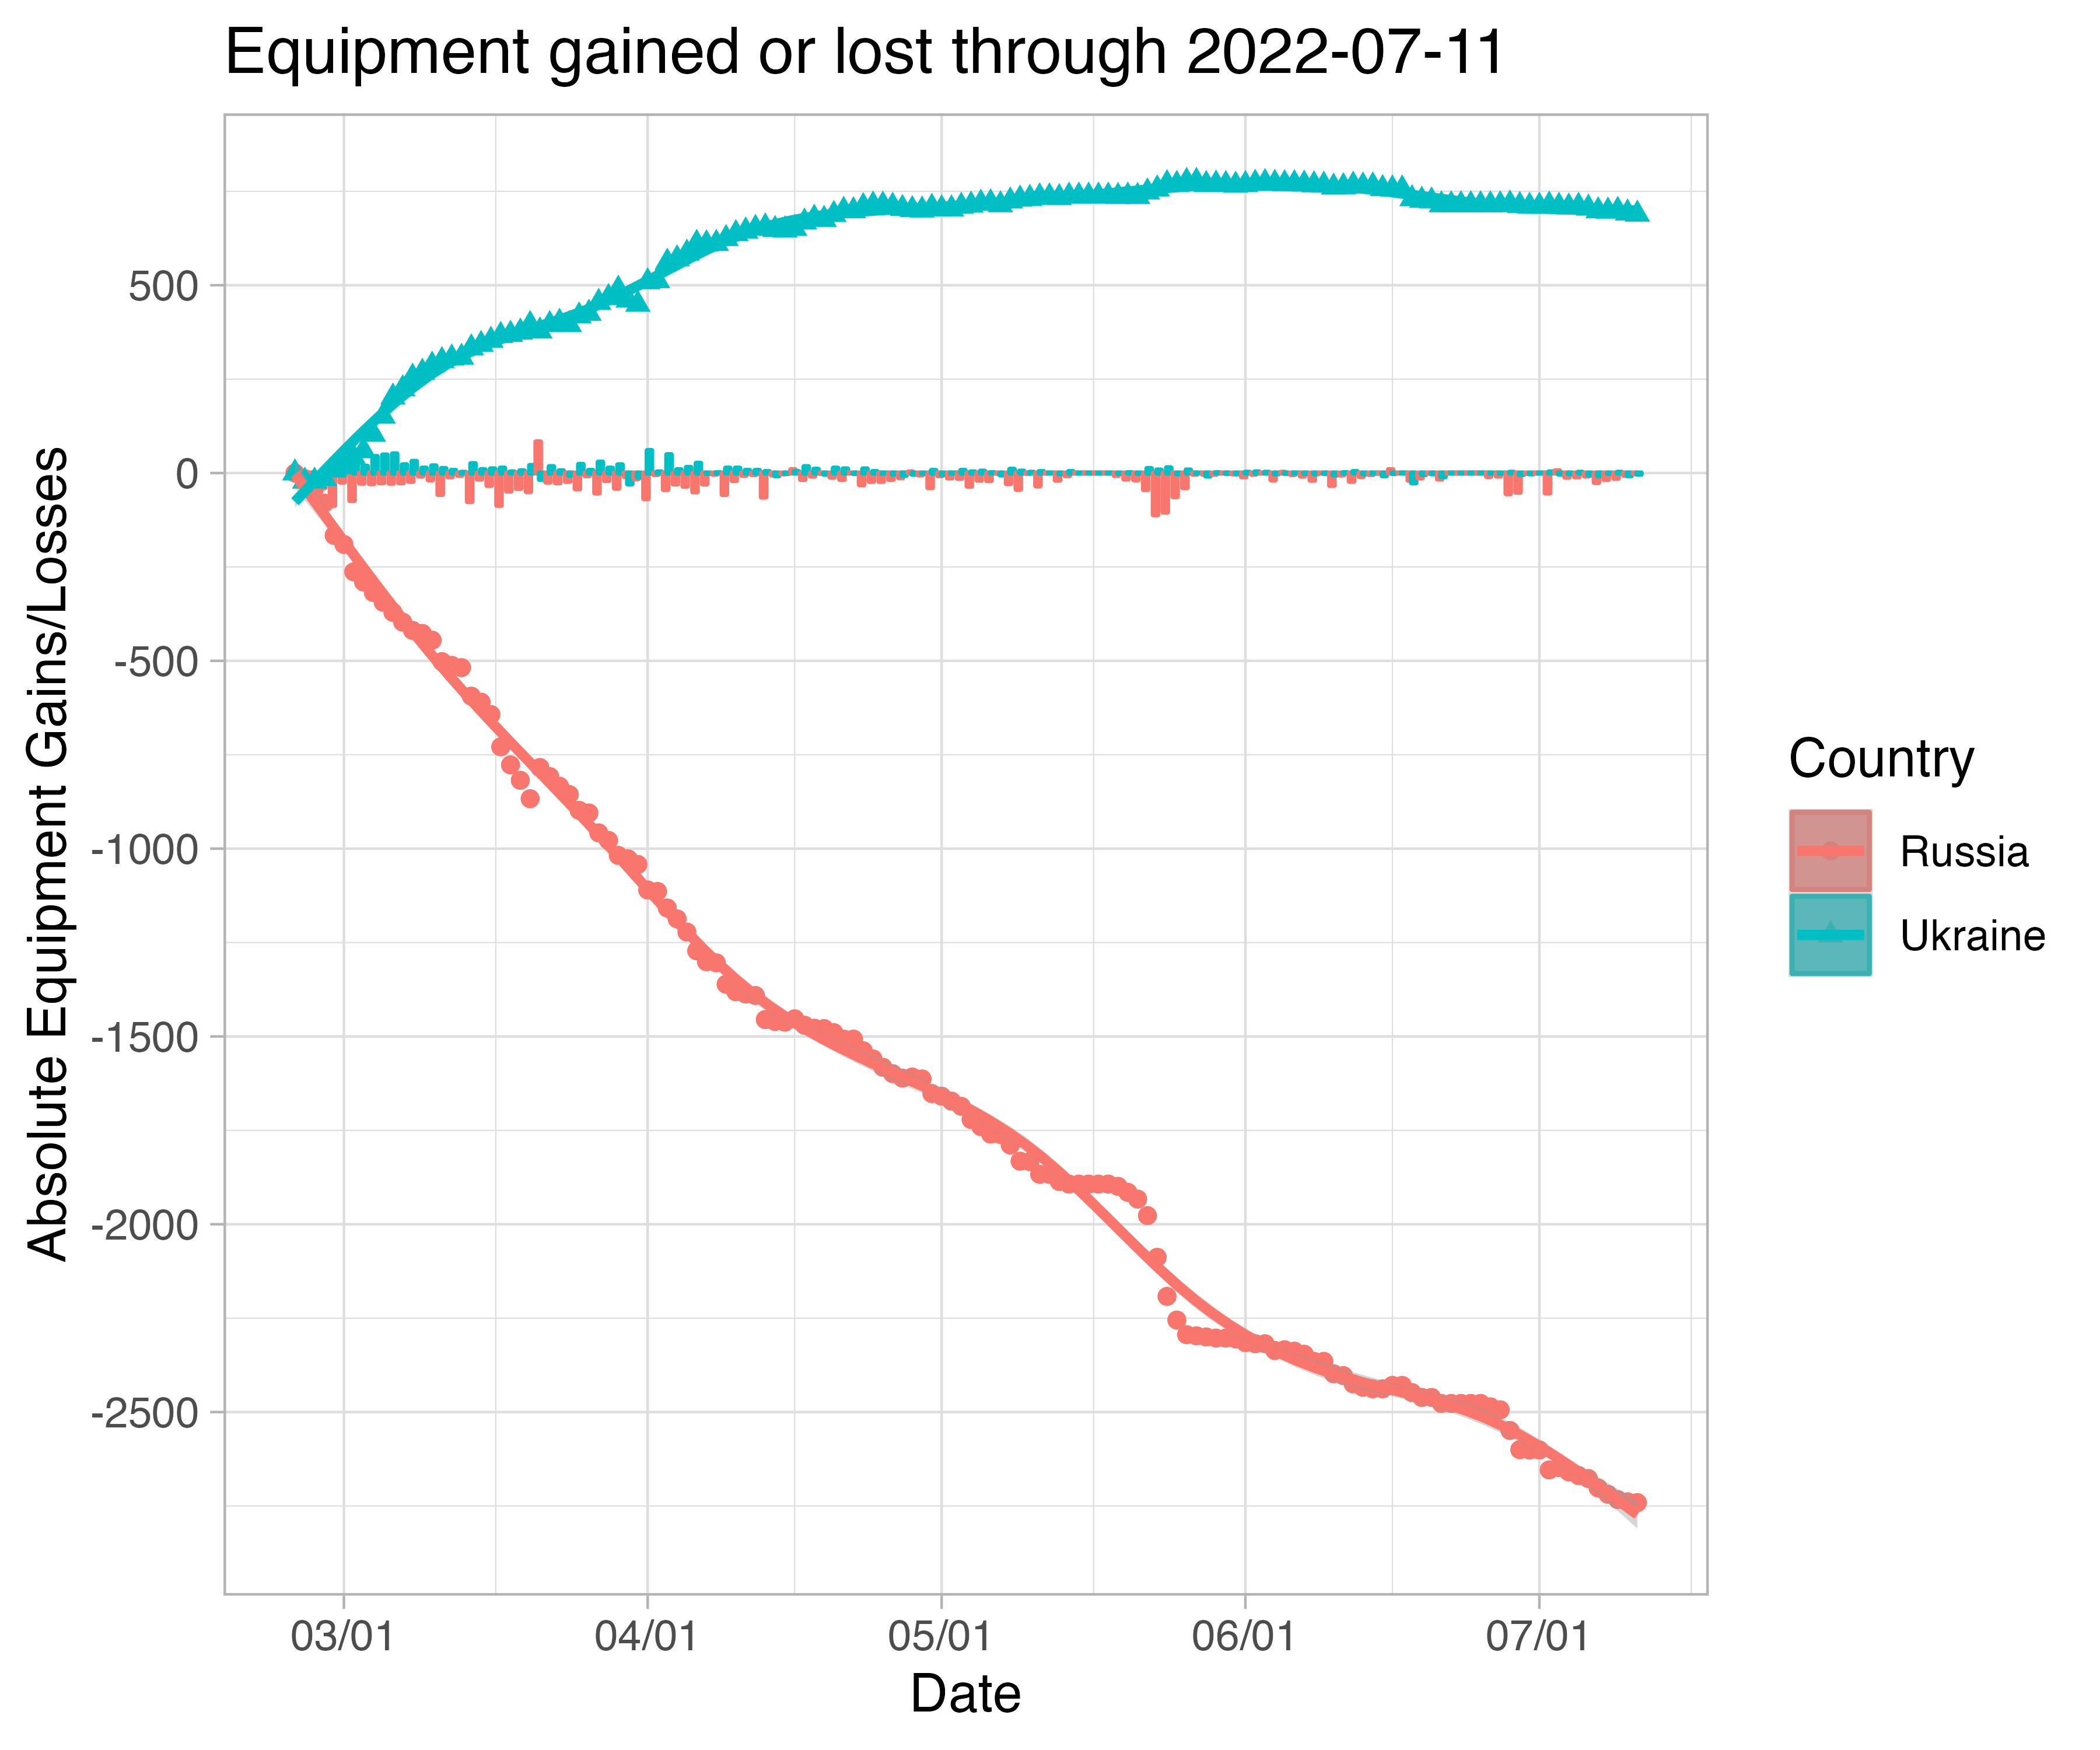 Equipment gained or lost through 2022-07-11
Absolute Equipment Gains/Losses
500
0
-500
-1000
-1500
-2000
-2500
03/01
04/01
05/01
06/01
07/01
Date
Country
Russia
Ukraine